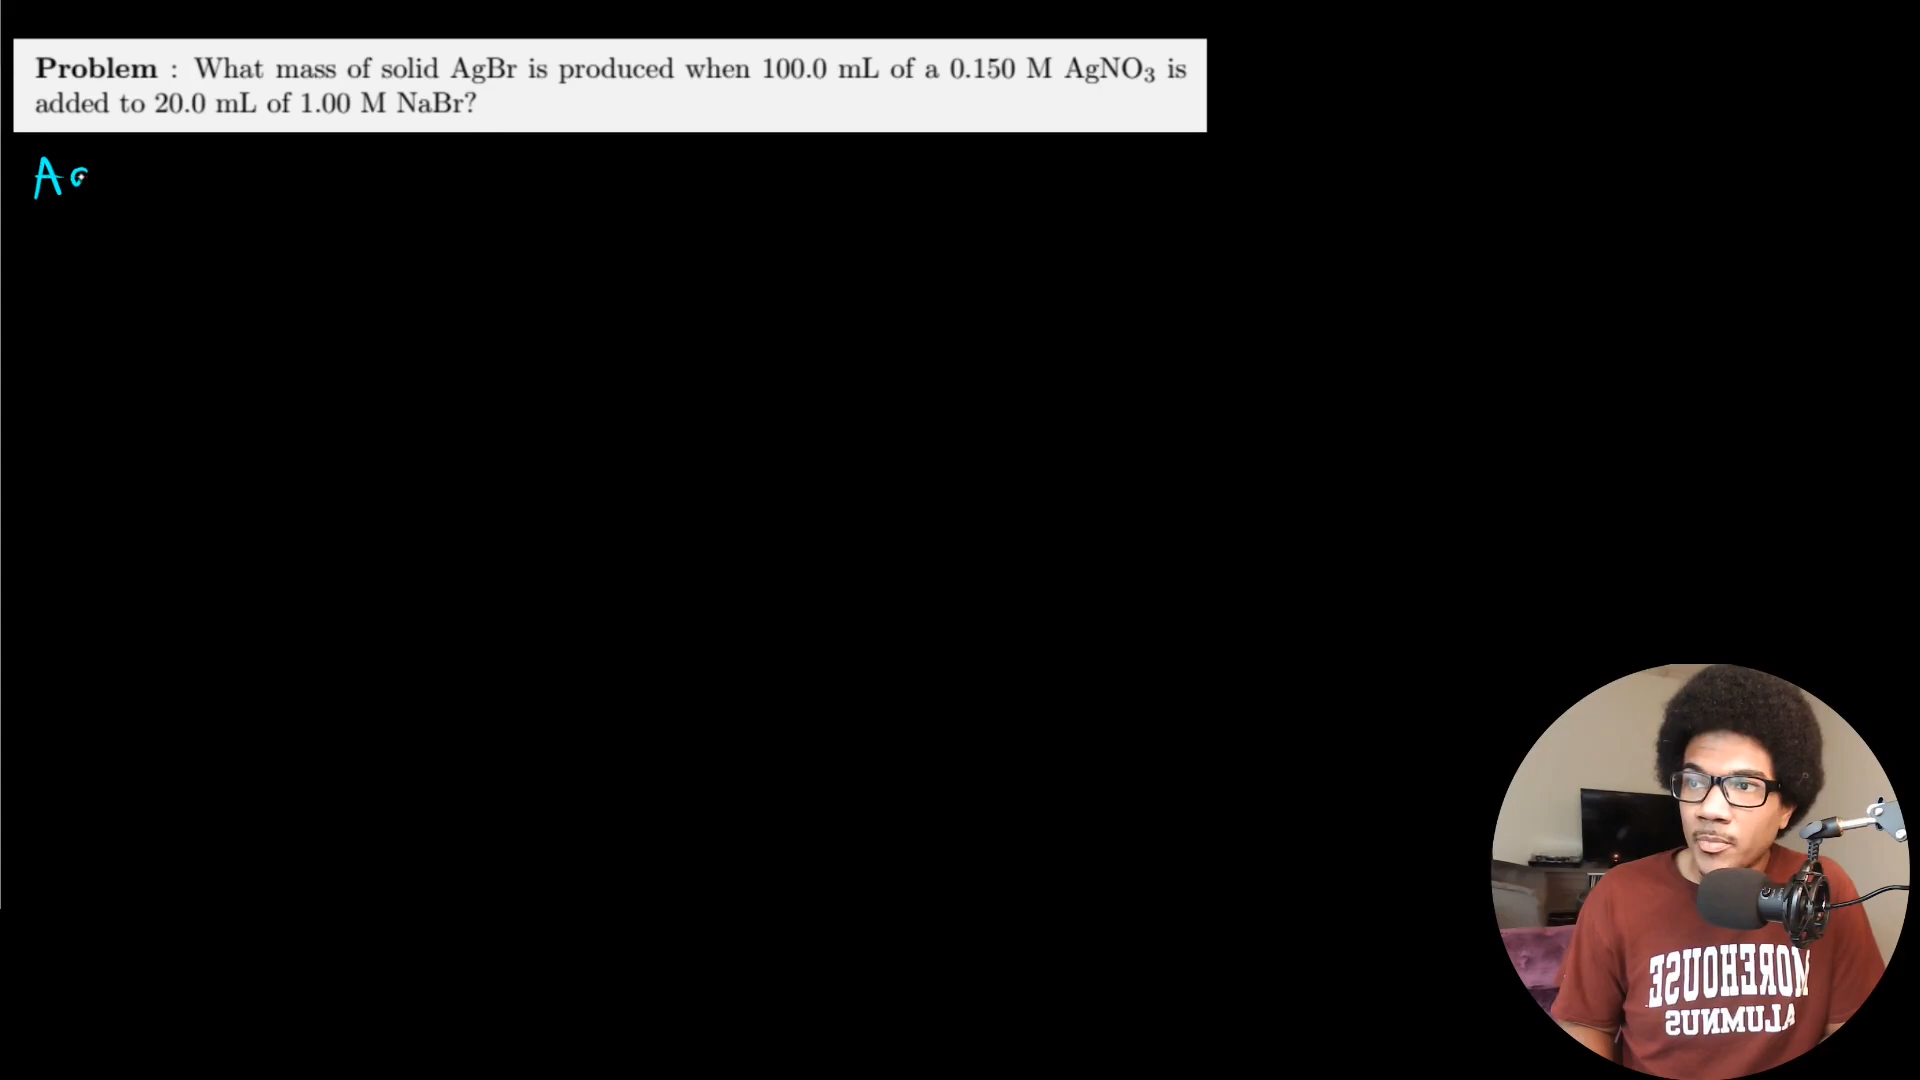 Problem : What mass of solid AgBr is produced when 100.0 mL of a 0.150 M AgNO₃ is
added to 20.0 mL of 1.00 M NaBr?
A
MOREHOUSE
ALUMNUS